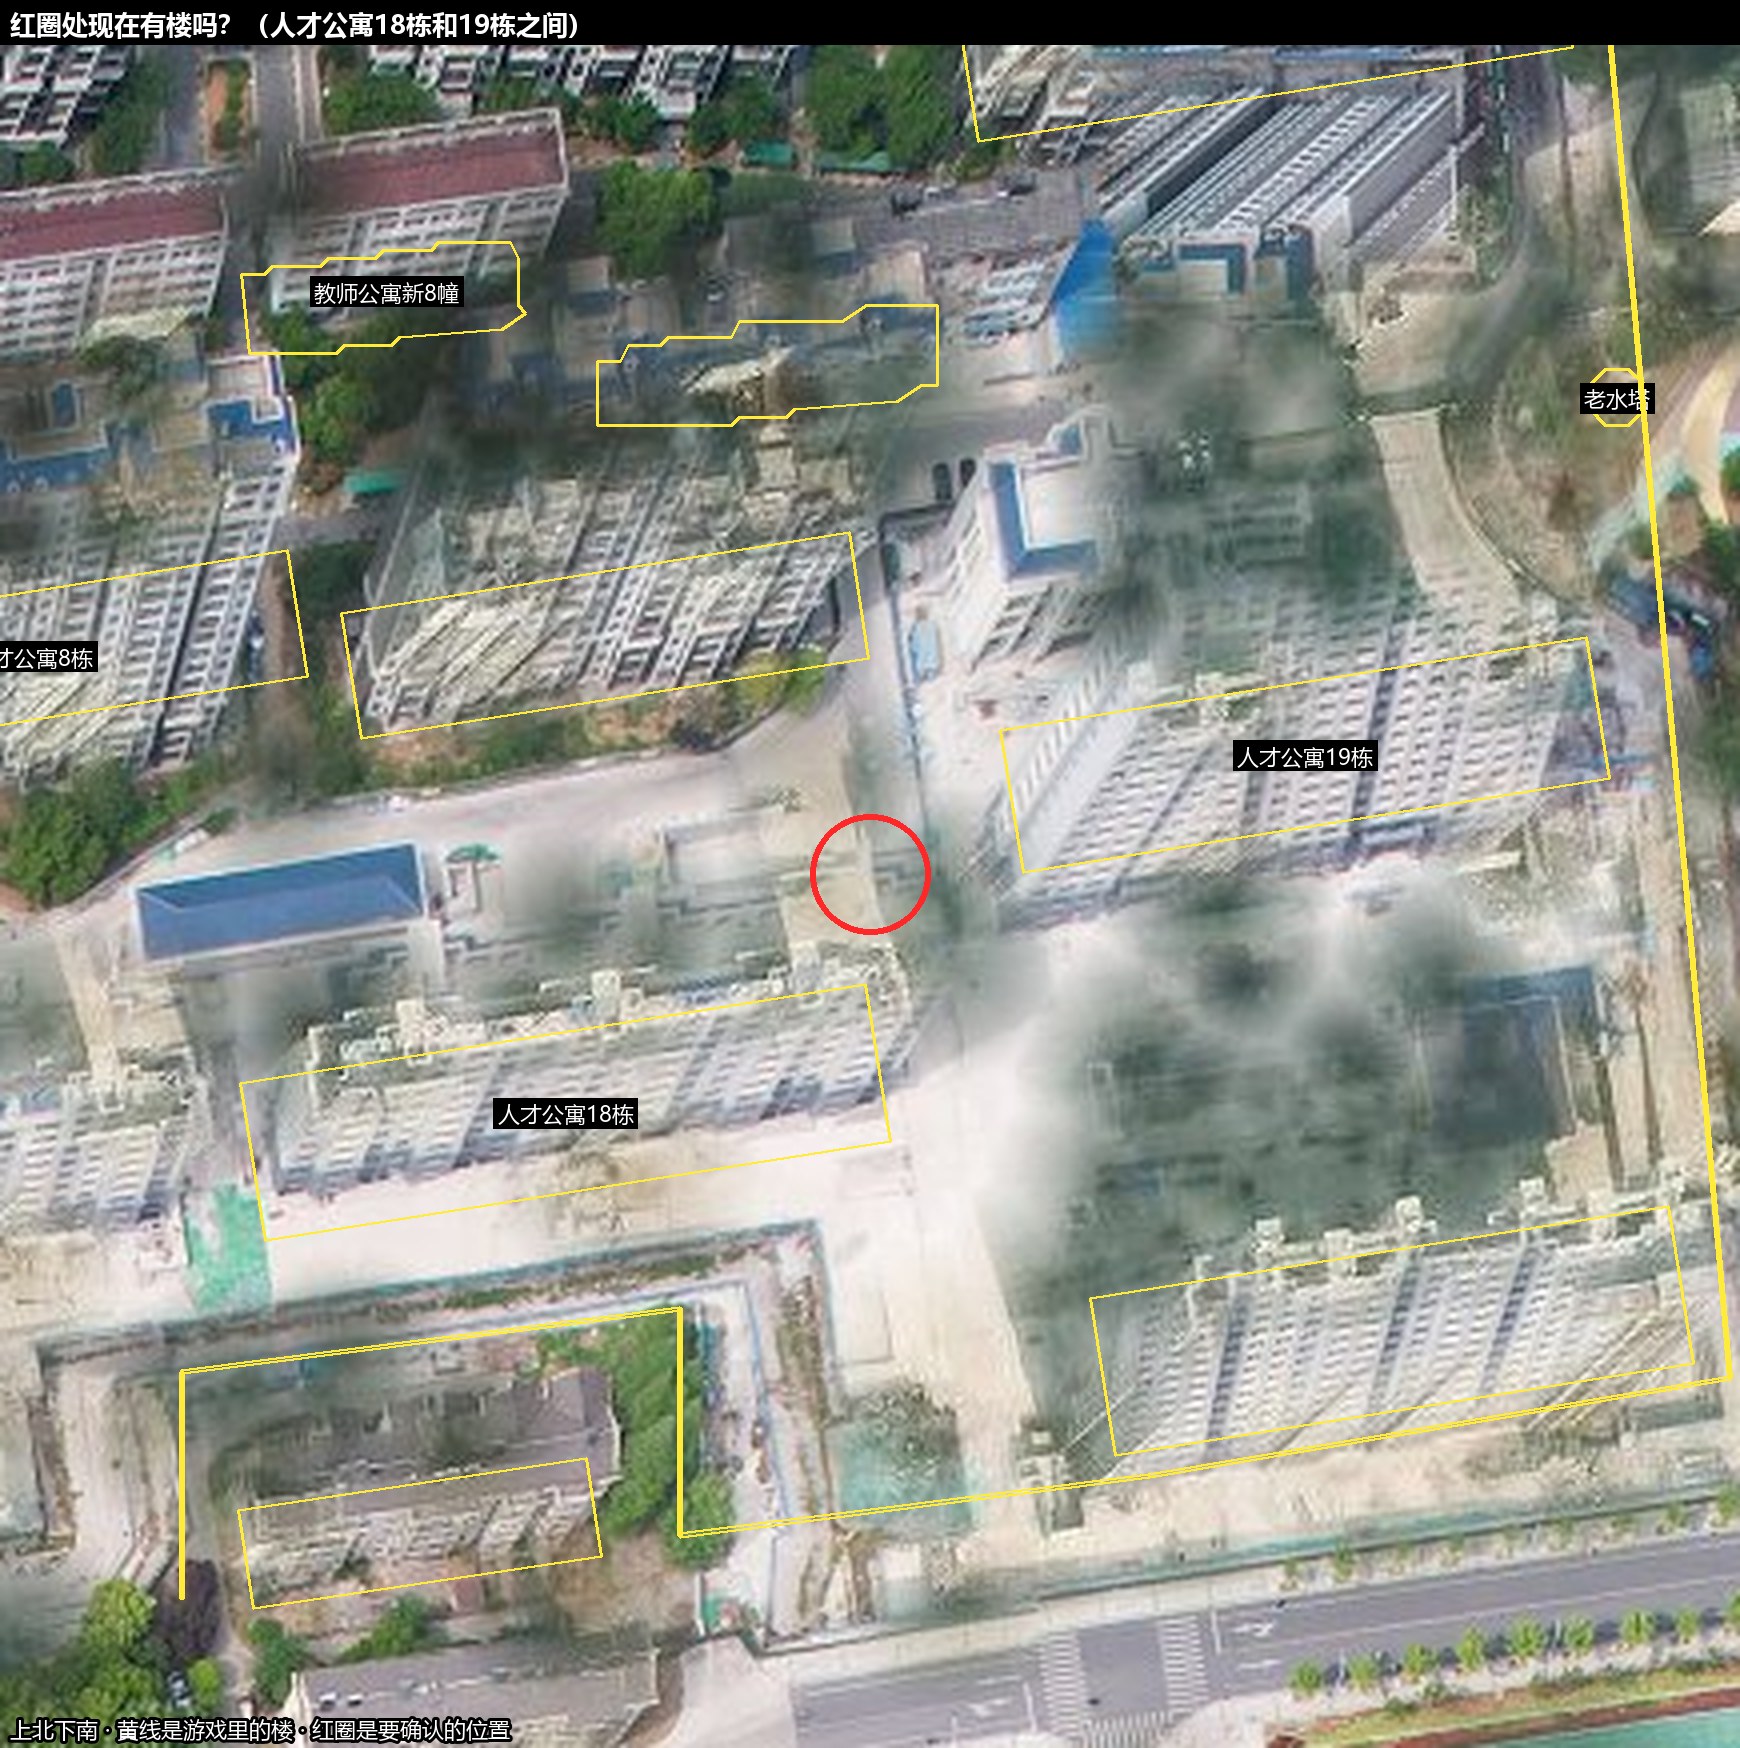 红圈处现在有楼吗？（人才公寓18栋和19栋之间）
教师公寓新8幢
老水塔
才公寓8栋
人才公寓19栋
人才公寓18栋
上北下南·黄线是游戏里的楼·红圈是要确认的位置